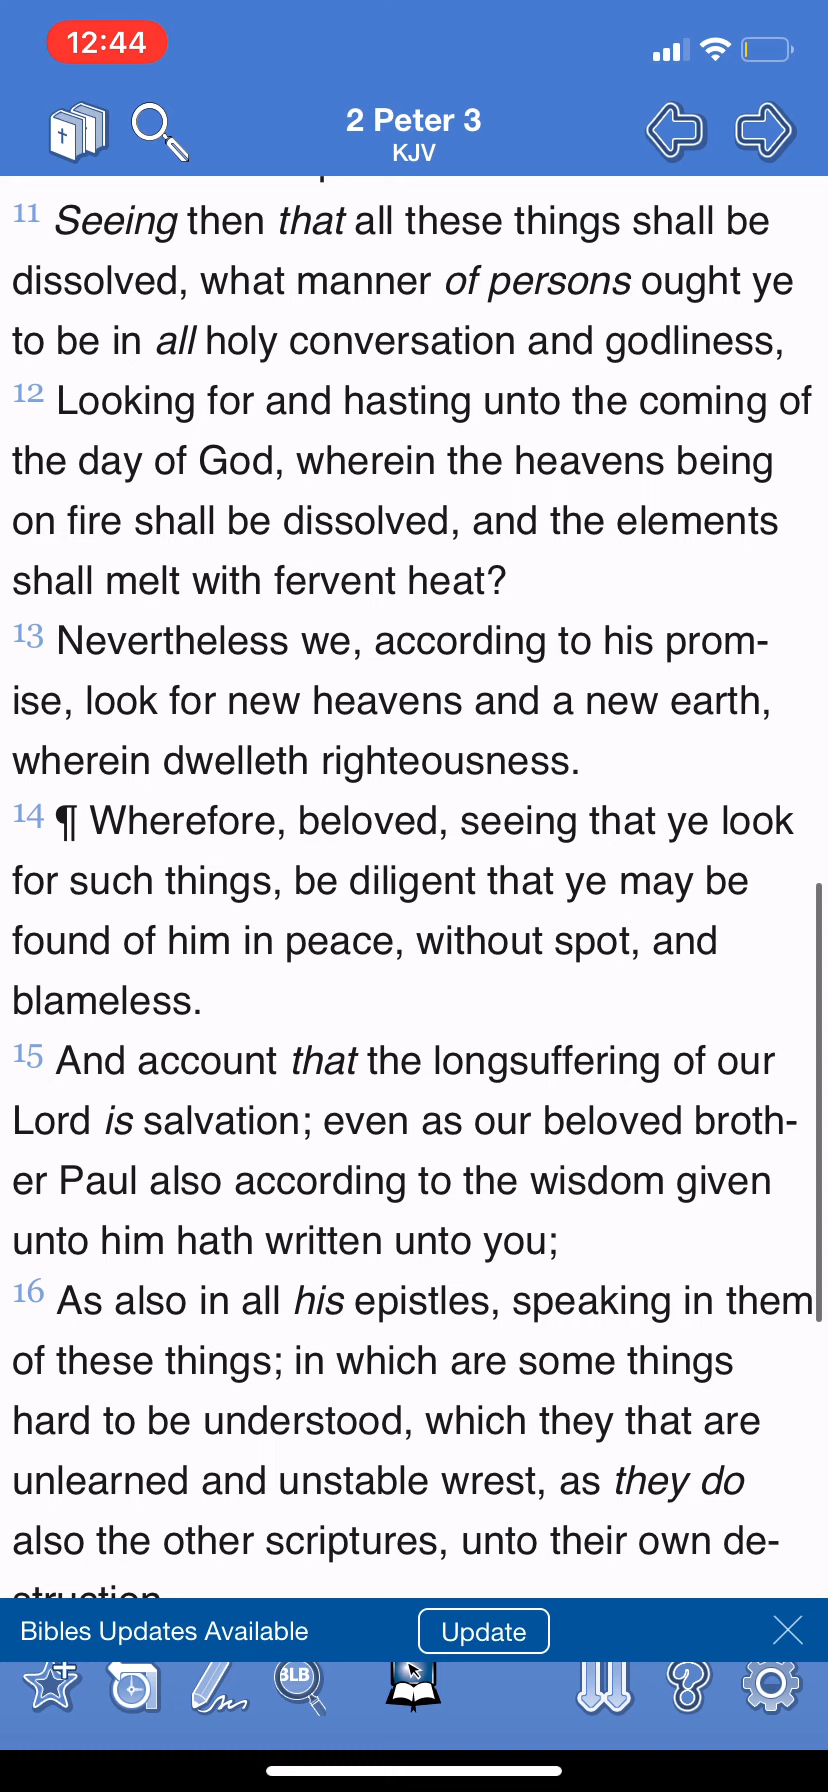 12:44
2 Peter 3
KJV
11 Seeing then that all these things shall be
dissolved, what manner of persons ought ye
to be in all holy conversation and godliness,
12 Looking for and hasting unto the coming of
the day of God, wherein the heavens being
on fire shall be dissolved, and the elements
shall melt with fervent heat?
13 Nevertheless we, according to his prom-
ise, look for new heavens and a new earth,
wherein dwelleth righteousness.
14 ¶ Wherefore, beloved, seeing that ye look
for such things, be diligent that ye may be
found of him in peace, without spot, and
blameless.
15 And account that the longsuffering of our
Lord is salvation; even as our beloved broth-
er Paul also according to the wisdom given
unto him hath written unto you;
16 As also in all his epistles, speaking in them
of these things; in which are some things
hard to be understood, which they that are
unlearned and unstable wrest, as they do
also the other scriptures, unto their own de-
struction.
Bibles Updates Available
Update
BLB